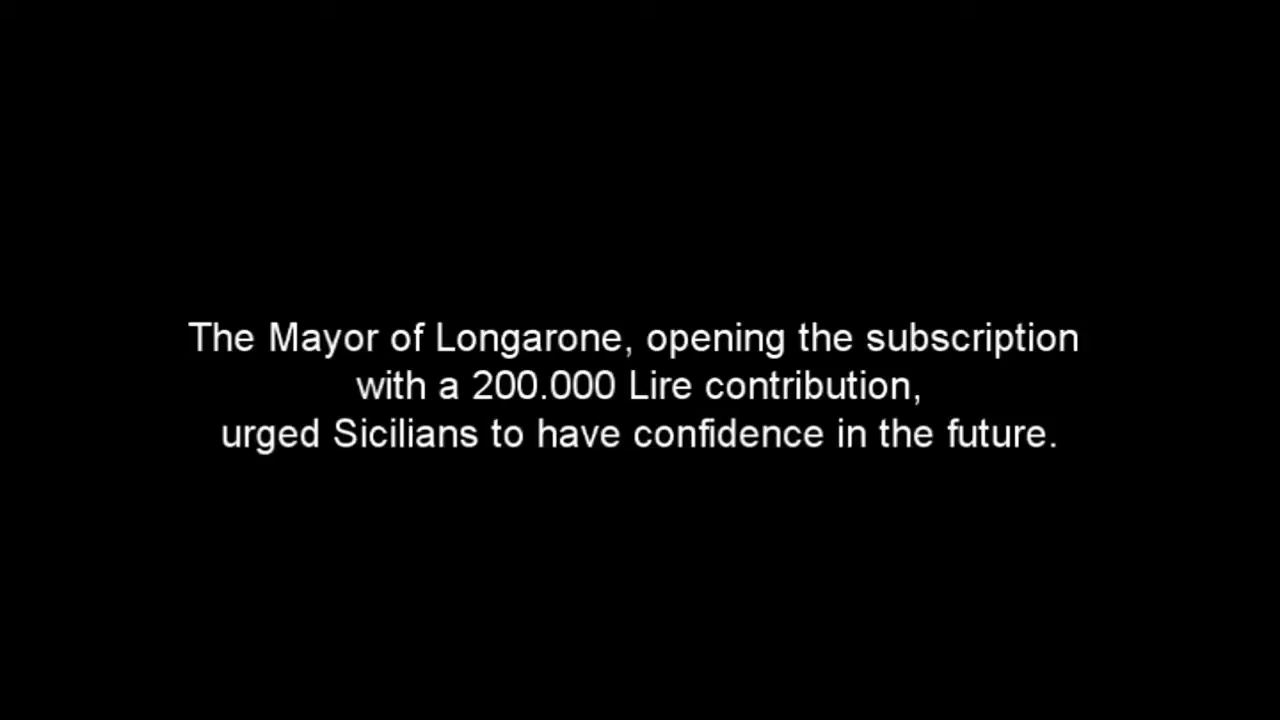 The Mayor of Longarone, opening the subscription
with a 200.000 Lire contribution,
urged Sicilians to have confidence in the future.